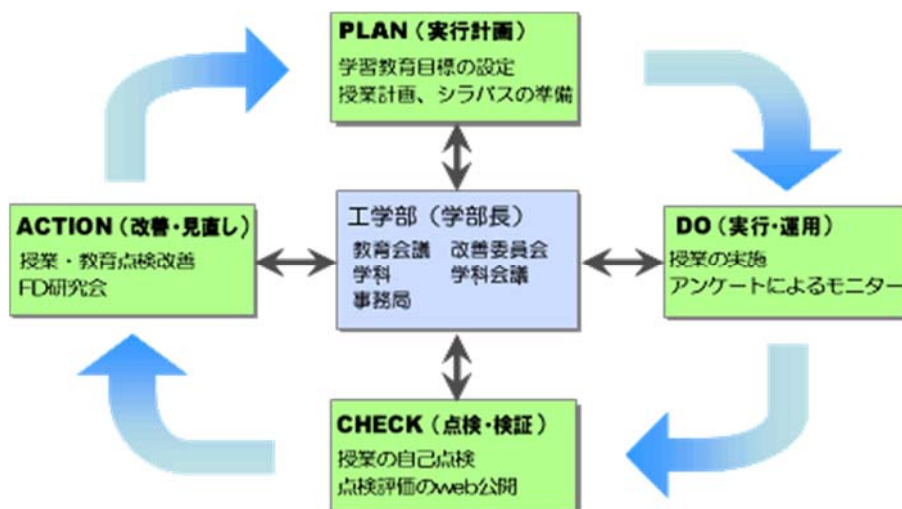 PLAN（実行計画）
学習教育目標の設定
授業計画、シラバスの準備
ACTION（改善・見直し）
授業・教育点検改善
FD研究会
工学部（学部長）
教育会議 改善委員会
学科 学科会議
事務局
DO（実行・運用）
授業の実施
アンケートによるモニター
CHECK（点検・検証）
授業の自己点検
点検評価のweb公開